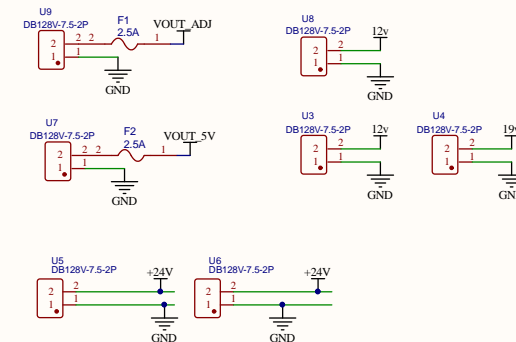 U9
DB128V-7.5-2P
2
1
2
1
2
F1
2.5A
1
VOUT_ADJ
GND
U8
DB128V-7.5-2P
2
1
2
1
12v
GND
U7
DB128V-7.5-2P
2
1
2
1
2
F2
2.5A
1
VOUT_5V
GND
U3
DB128V-7.5-2P
2
1
2
1
12v
GND
U4
DB128V-7.5-2P
2
1
2
1
19v
GND
U5
DB128V-7.5-2P
2
1
2
1
+24V
GND
U6
DB128V-7.5-2P
2
1
2
1
+24V
GND